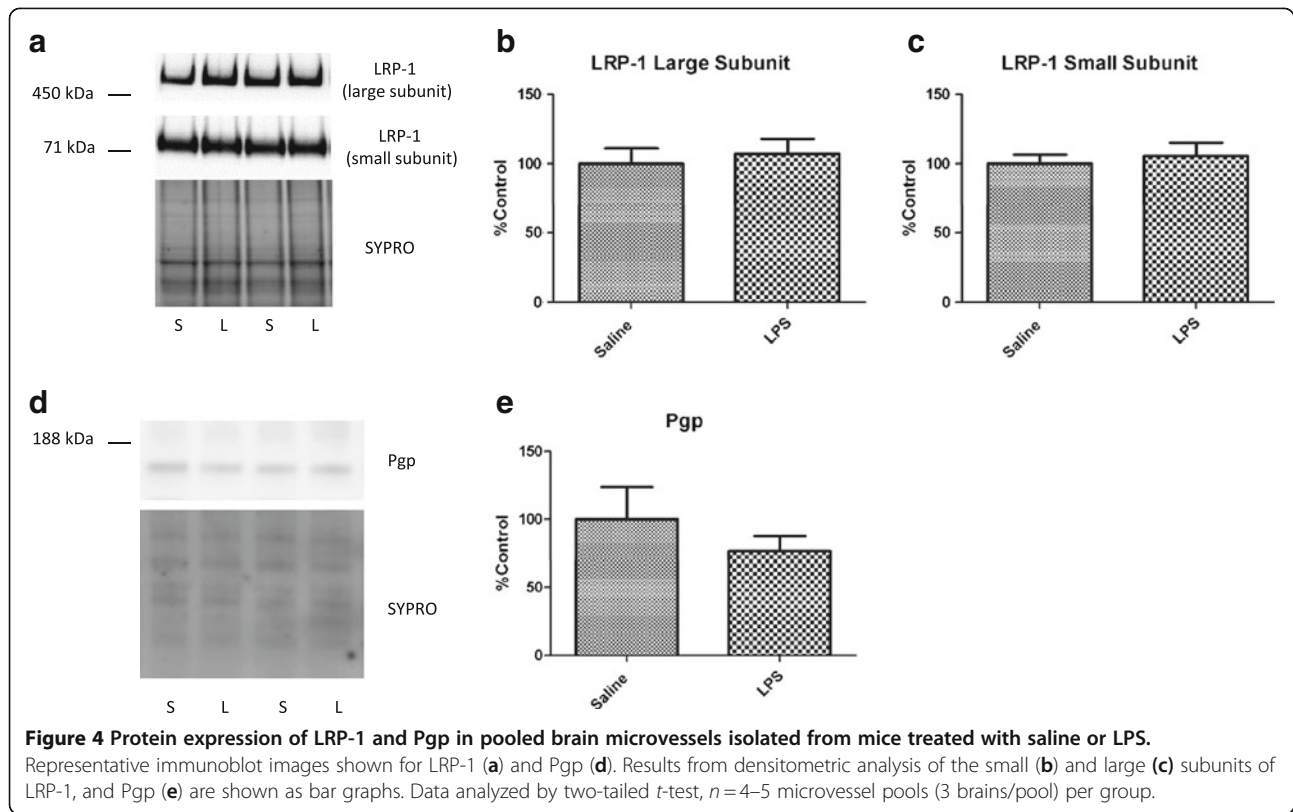 a
450 kDa
LRP-1
(large subunit)
71 kDa
LRP-1
(small subunit)
SYPRO
S L S L
b
LRP-1 Large Subunit
%Control
150
100
50
0
Saline
LPS
c
LRP-1 Small Subunit
%Control
150
100
50
0
Saline
LPS
d
188 kDa
Pgp
SYPRO
S L S L
e
Pgp
%Control
150
100
50
0
Saline
LPS
Figure 4 Protein expression of LRP-1 and Pgp in pooled brain microvessels isolated from mice treated with saline or LPS.
Representative immunoblot images shown for LRP-1 (a) and Pgp (d). Results from densitometric analysis of the small (b) and large (c) subunits of
LRP-1, and Pgp (e) are shown as bar graphs. Data analyzed by two-tailed t-test, n = 4–5 microvessel pools (3 brains/pool) per group.